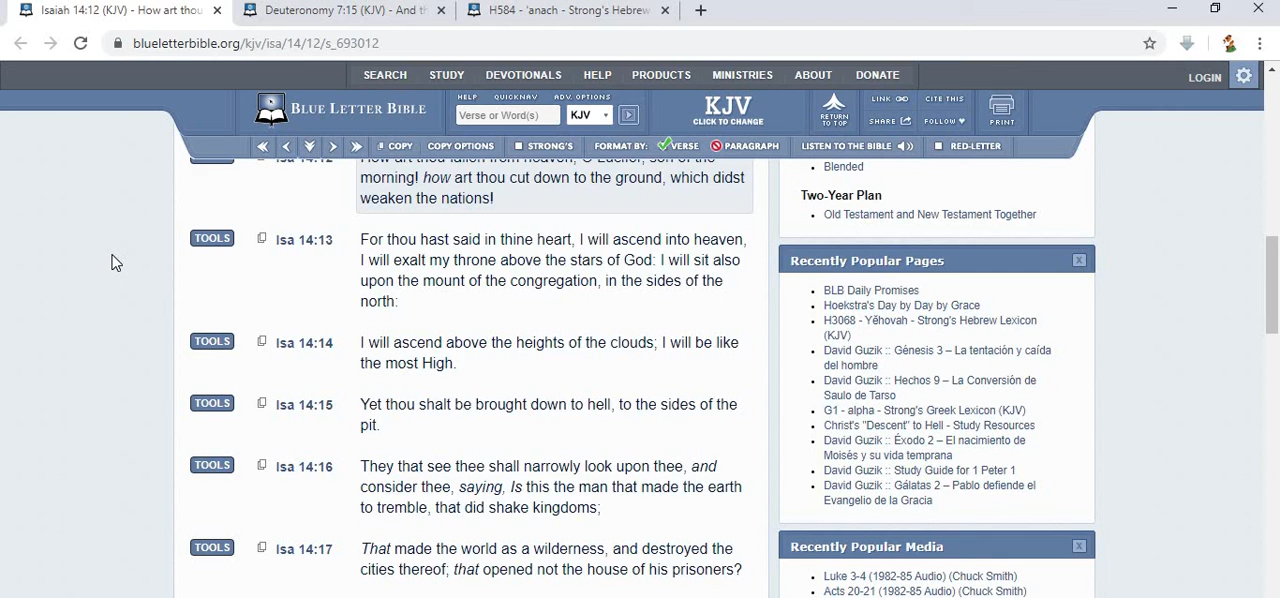 Isaiah 14:12 (KJV) - How art thou
Deuteronomy 7:15 (KJV) - And th
H584 - 'anach - Strong's Hebrew
blueletterbible.org/kjv/isa/14/12/s_693012
SEARCH STUDY DEVOTIONALS HELP PRODUCTS MINISTRIES ABOUT DONATE LOGIN
BLUE LETTER BIBLE
HELP QUICKNAV ADV. OPTIONS
Verse or Word(s) KJV
KJV
CLICK TO CHANGE
RETURN
TO TOP
LINK CITE THIS
SHARE FOLLOW
PRINT
COPY COPY OPTIONS STRONG'S FORMAT BY: VERSE PARAGRAPH LISTEN TO THE BIBLE RED-LETTER
Isa 14:12 How art thou fallen from heaven, O Lucifer, son of the
morning! how art thou cut down to the ground, which didst
weaken the nations!
TOOLS Isa 14:13 For thou hast said in thine heart, I will ascend into heaven,
I will exalt my throne above the stars of God: I will sit also
upon the mount of the congregation, in the sides of the
north:
TOOLS Isa 14:14 I will ascend above the heights of the clouds; I will be like
the most High.
TOOLS Isa 14:15 Yet thou shalt be brought down to hell, to the sides of the
pit.
TOOLS Isa 14:16 They that see thee shall narrowly look upon thee, and
consider thee, saying, Is this the man that made the earth
to tremble, that did shake kingdoms;
TOOLS Isa 14:17 That made the world as a wilderness, and destroyed the
cities thereof; that opened not the house of his prisoners?
Blended
Two-Year Plan
Old Testament and New Testament Together
Recently Popular Pages
BLB Daily Promises
Hoekstra's Day by Day by Grace
H3068 - Yĕhovah - Strong's Hebrew Lexicon
(KJV)
David Guzik :: Génesis 3 – La tentación y caída
del hombre
David Guzik :: Hechos 9 – La Conversión de
Saulo de Tarso
G1 - alpha - Strong's Greek Lexicon (KJV)
Christ's "Descent" to Hell - Study Resources
David Guzik :: Éxodo 2 – El nacimiento de
Moisés y su vida temprana
David Guzik :: Study Guide for 1 Peter 1
David Guzik :: Gálatas 2 – Pablo defiende el
Evangelio de la Gracia
Recently Popular Media
Luke 3-4 (1982-85 Audio) (Chuck Smith)
Acts 20-21 (1982-85 Audio) (Chuck Smith)